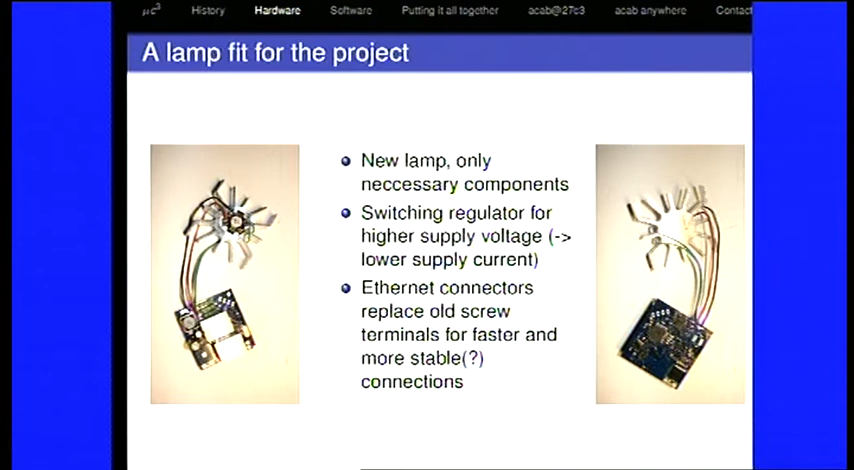 μc³ History Hardware Software Putting it all together acab@27c3 acab anywhere Contact
A lamp fit for the project
New lamp, only
neccessary components
Switching regulator for
higher supply voltage (->
lower supply current)
Ethernet connectors
replace old screw
terminals for faster and
more stable(?)
connections